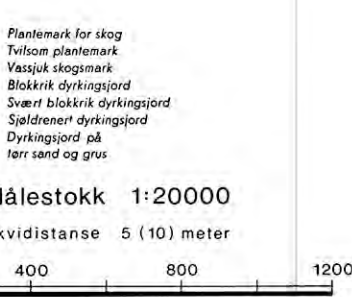 Plantemark for skog
Tvilsom plantemark
Vassjuk skogsmark
Blokkrik dyrkingsjord
Svært blokkrik dyrkingsjord
Sjøldrenert dyrkingsjord
Dyrkingsjord på
tørr sand og grus
ålestokk 1:20000
kvidistanse 5 (10) meter
400 800 1200